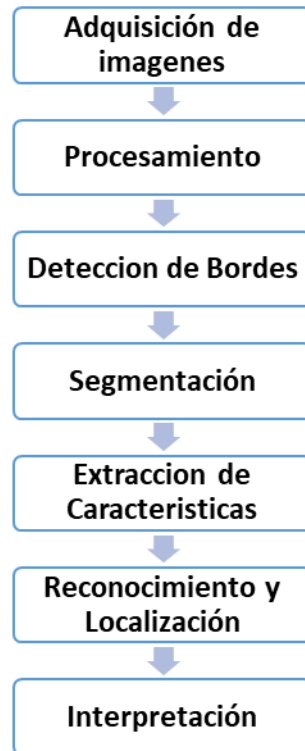 Adquisición de
imagenes
Procesamiento
Deteccion de Bordes
Segmentación
Extraccion de
Caracteristicas
Reconocimiento y
Localización
Interpretación